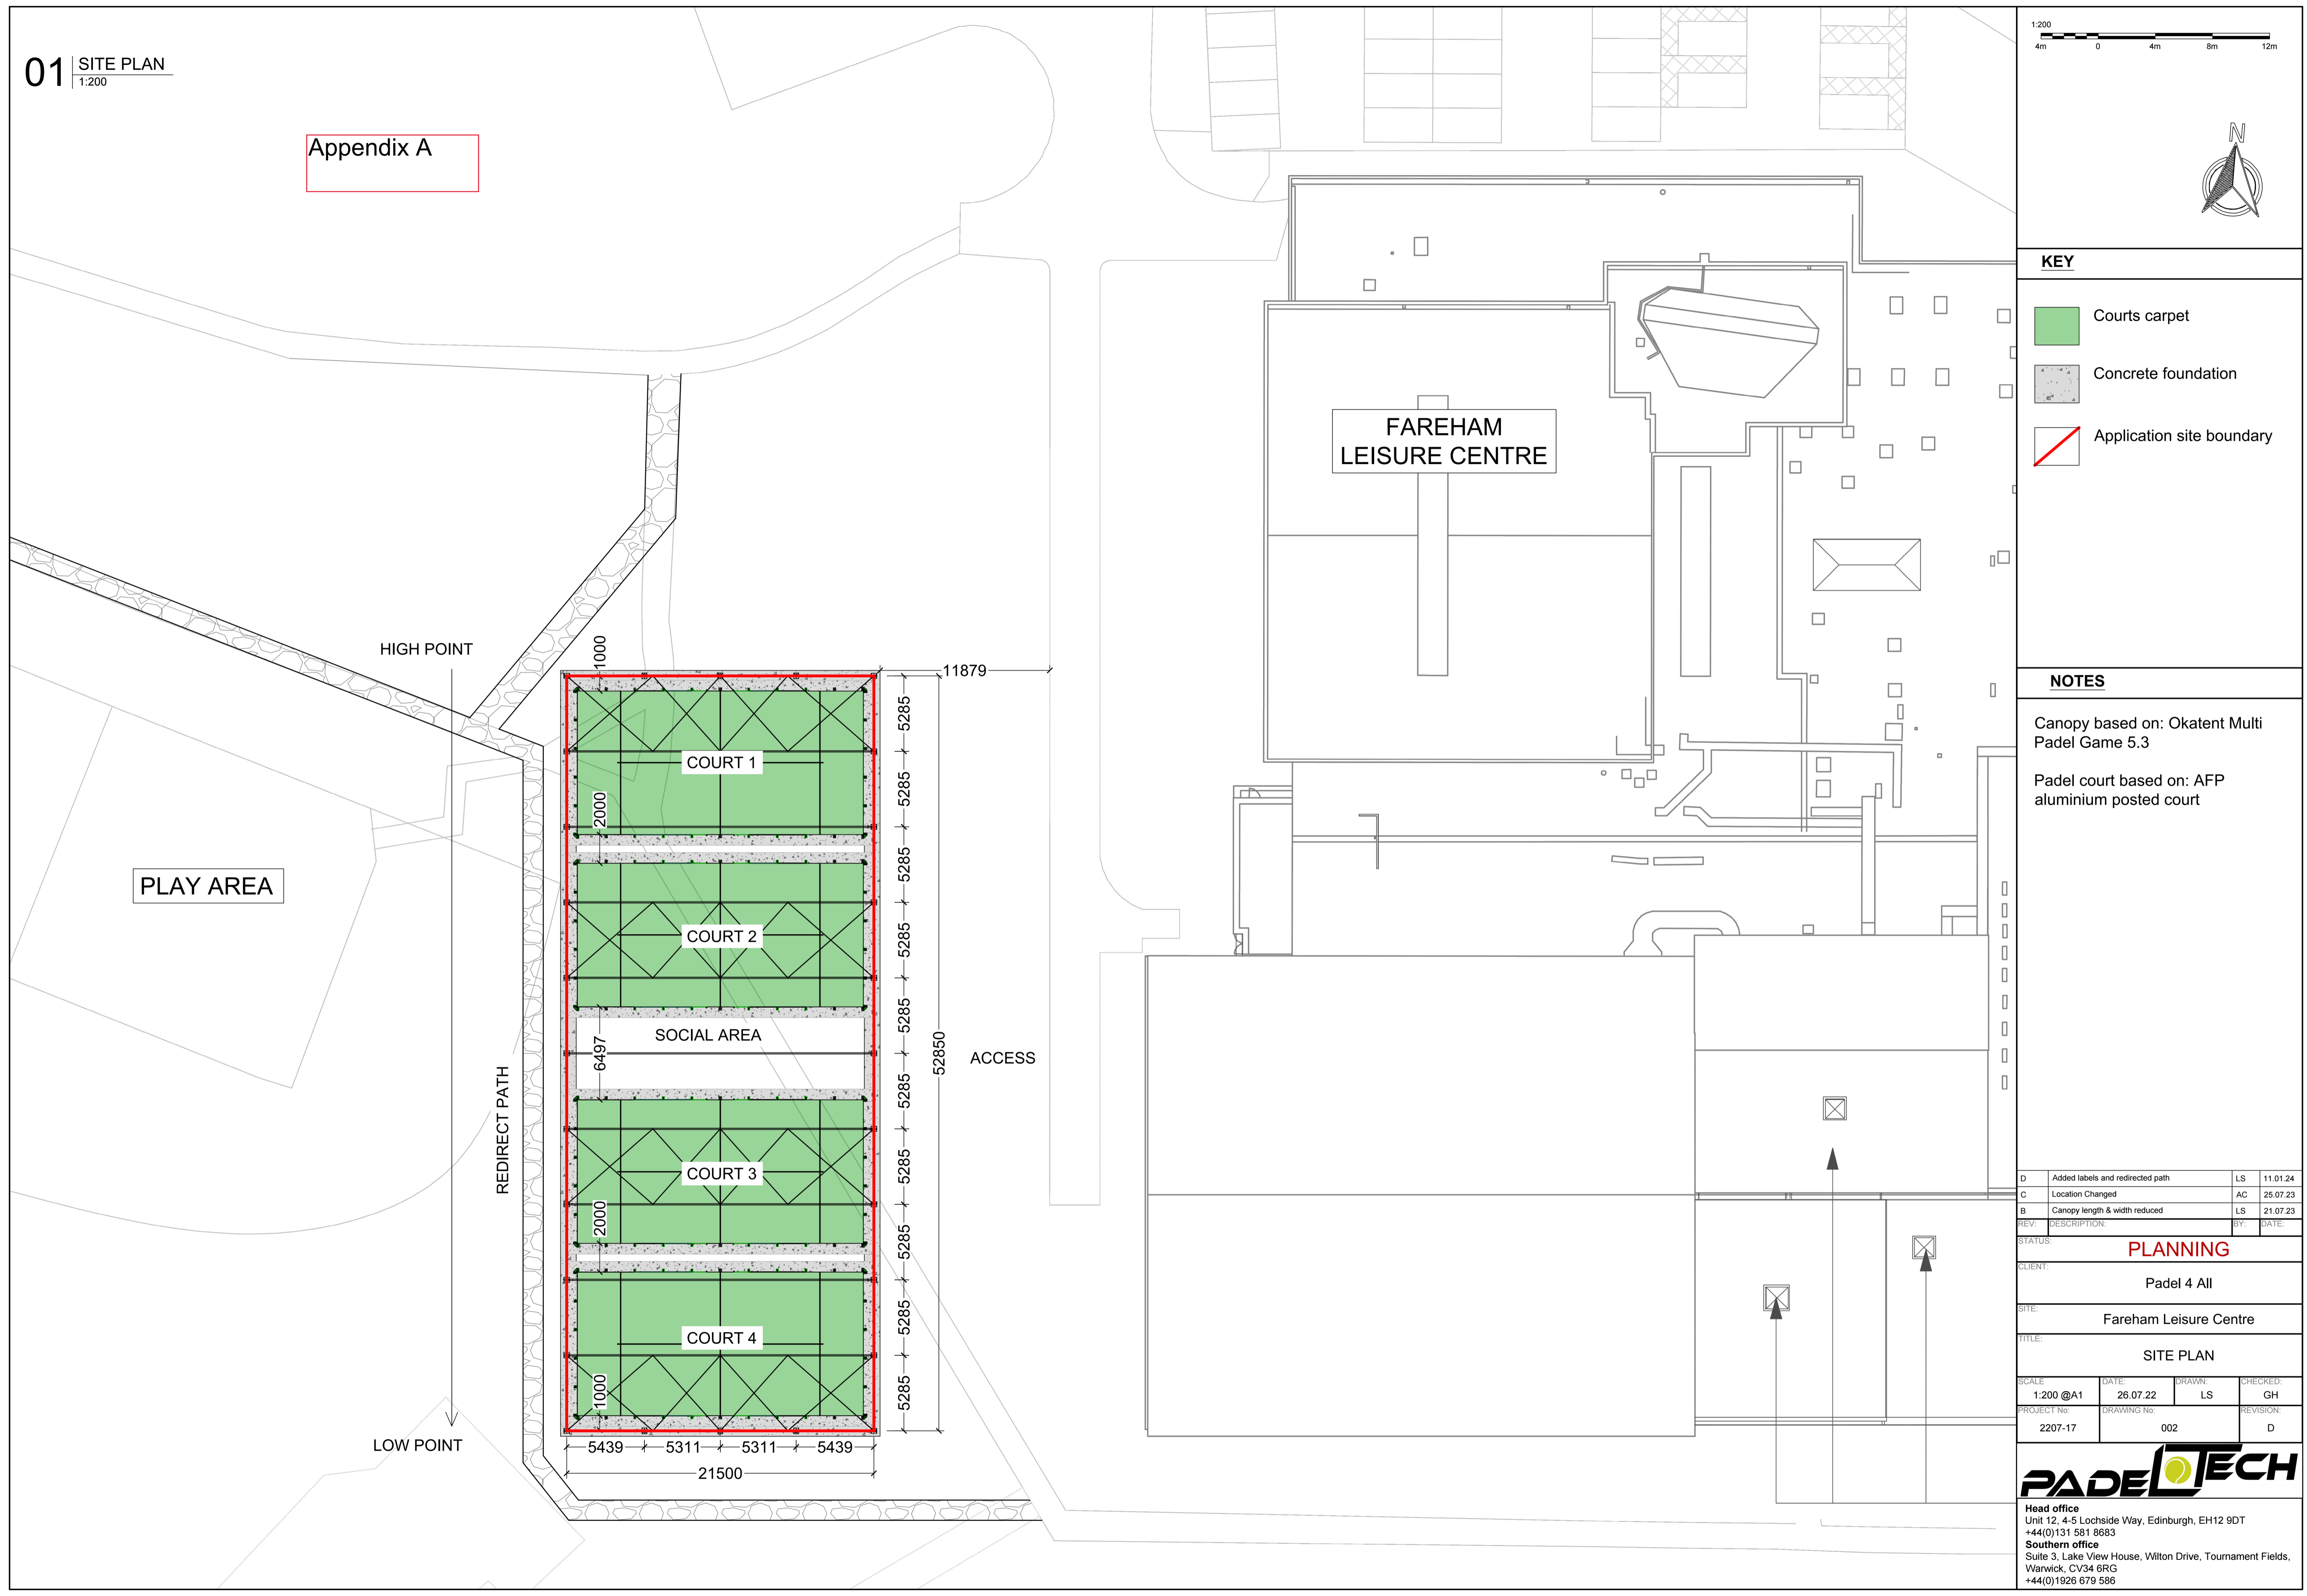 01
SITE PLAN
1:200
Appendix A
FAREHAM
LEISURE CENTRE
HIGH POINT
PLAY AREA
REDIRECT PATH
LOW POINT
ACCESS
COURT 1
COURT 2
SOCIAL AREA
COURT 3
COURT 4
1000
2000
6497
2000
1000
11879
5285
5285
5285
5285
5285
5285
5285
5285
5285
5285
52850
5439
5311
5311
5439
21500
1:200
4m 0 4m 8m 12m
N
KEY
Courts carpet
Concrete foundation
Application site boundary
NOTES
Canopy based on: Okatent Multi
Padel Game 5.3
Padel court based on: AFP
aluminium posted court
D Added labels and redirected path LS 11.01.24
C Location Changed AC 25.07.23
B Canopy length & width reduced LS 21.07.23
REV: DESCRIPTION: BY: DATE:
STATUS:
PLANNING
CLIENT:
Padel 4 All
SITE:
Fareham Leisure Centre
TITLE:
SITE PLAN
SCALE DATE: DRAWN: CHECKED:
1:200 @A1 26.07.22 LS GH
PROJECT No: DRAWING No: REVISION:
2207-17 002 D
PADELTECH
Head office
Unit 12, 4-5 Lochside Way, Edinburgh, EH12 9DT
+44(0)131 581 8683
Southern office
Suite 3, Lake View House, Wilton Drive, Tournament Fields,
Warwick, CV34 6RG
+44(0)1926 679 586